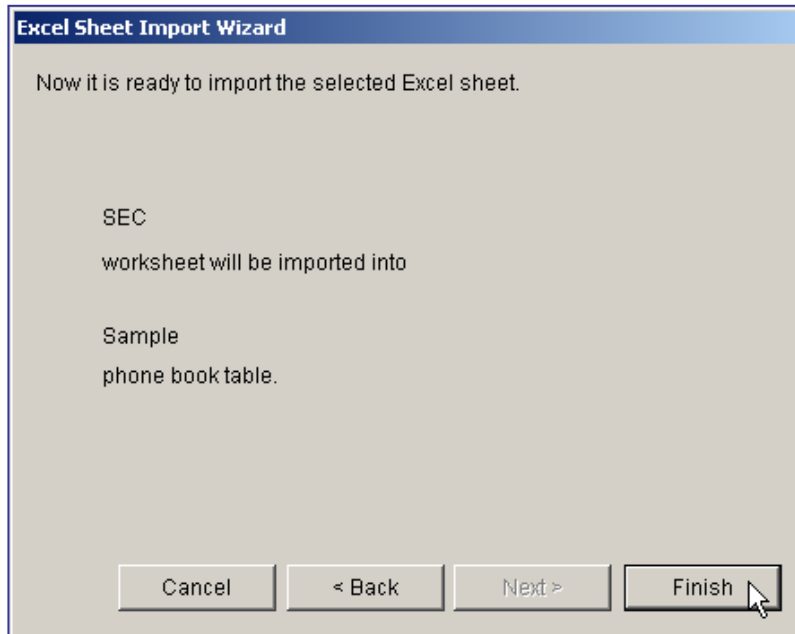 Excel Sheet Import Wizard
Now it is ready to import the selected Excel sheet.
SEC
worksheet will be imported into
Sample
phone book table.
Cancel
< Back
Next >
Finish